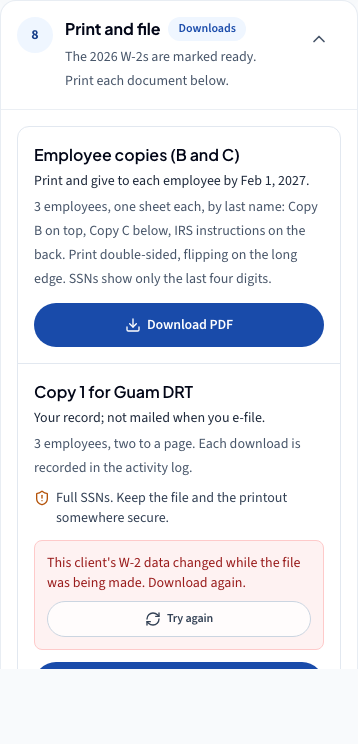 8
Print and file
Downloads
The 2026 W-2s are marked ready.
Print each document below.
Employee copies (B and C)
Print and give to each employee by Feb 1, 2027.
3 employees, one sheet each, by last name: Copy
B on top, Copy C below, IRS instructions on the
back. Print double-sided, flipping on the long
edge. SSNs show only the last four digits.
Download PDF
Copy 1 for Guam DRT
Your record; not mailed when you e-file.
3 employees, two to a page. Each download is
recorded in the activity log.
Full SSNs. Keep the file and the printout
somewhere secure.
This client's W-2 data changed while the file
was being made. Download again.
Try again